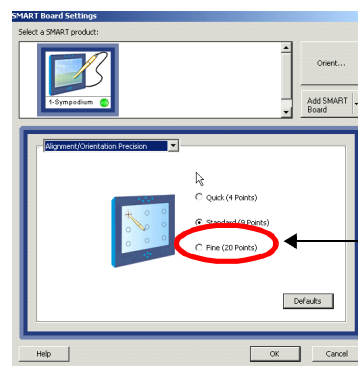 SMART Board Settings
Select a SMART product:
1-Sympodium
Orient...
Add SMART
Board
Alignment/Orientation Precision
Quick (4 Points)
Standard (9 Points)
Fine (20 Points)
Defaults
Help
OK
Cancel